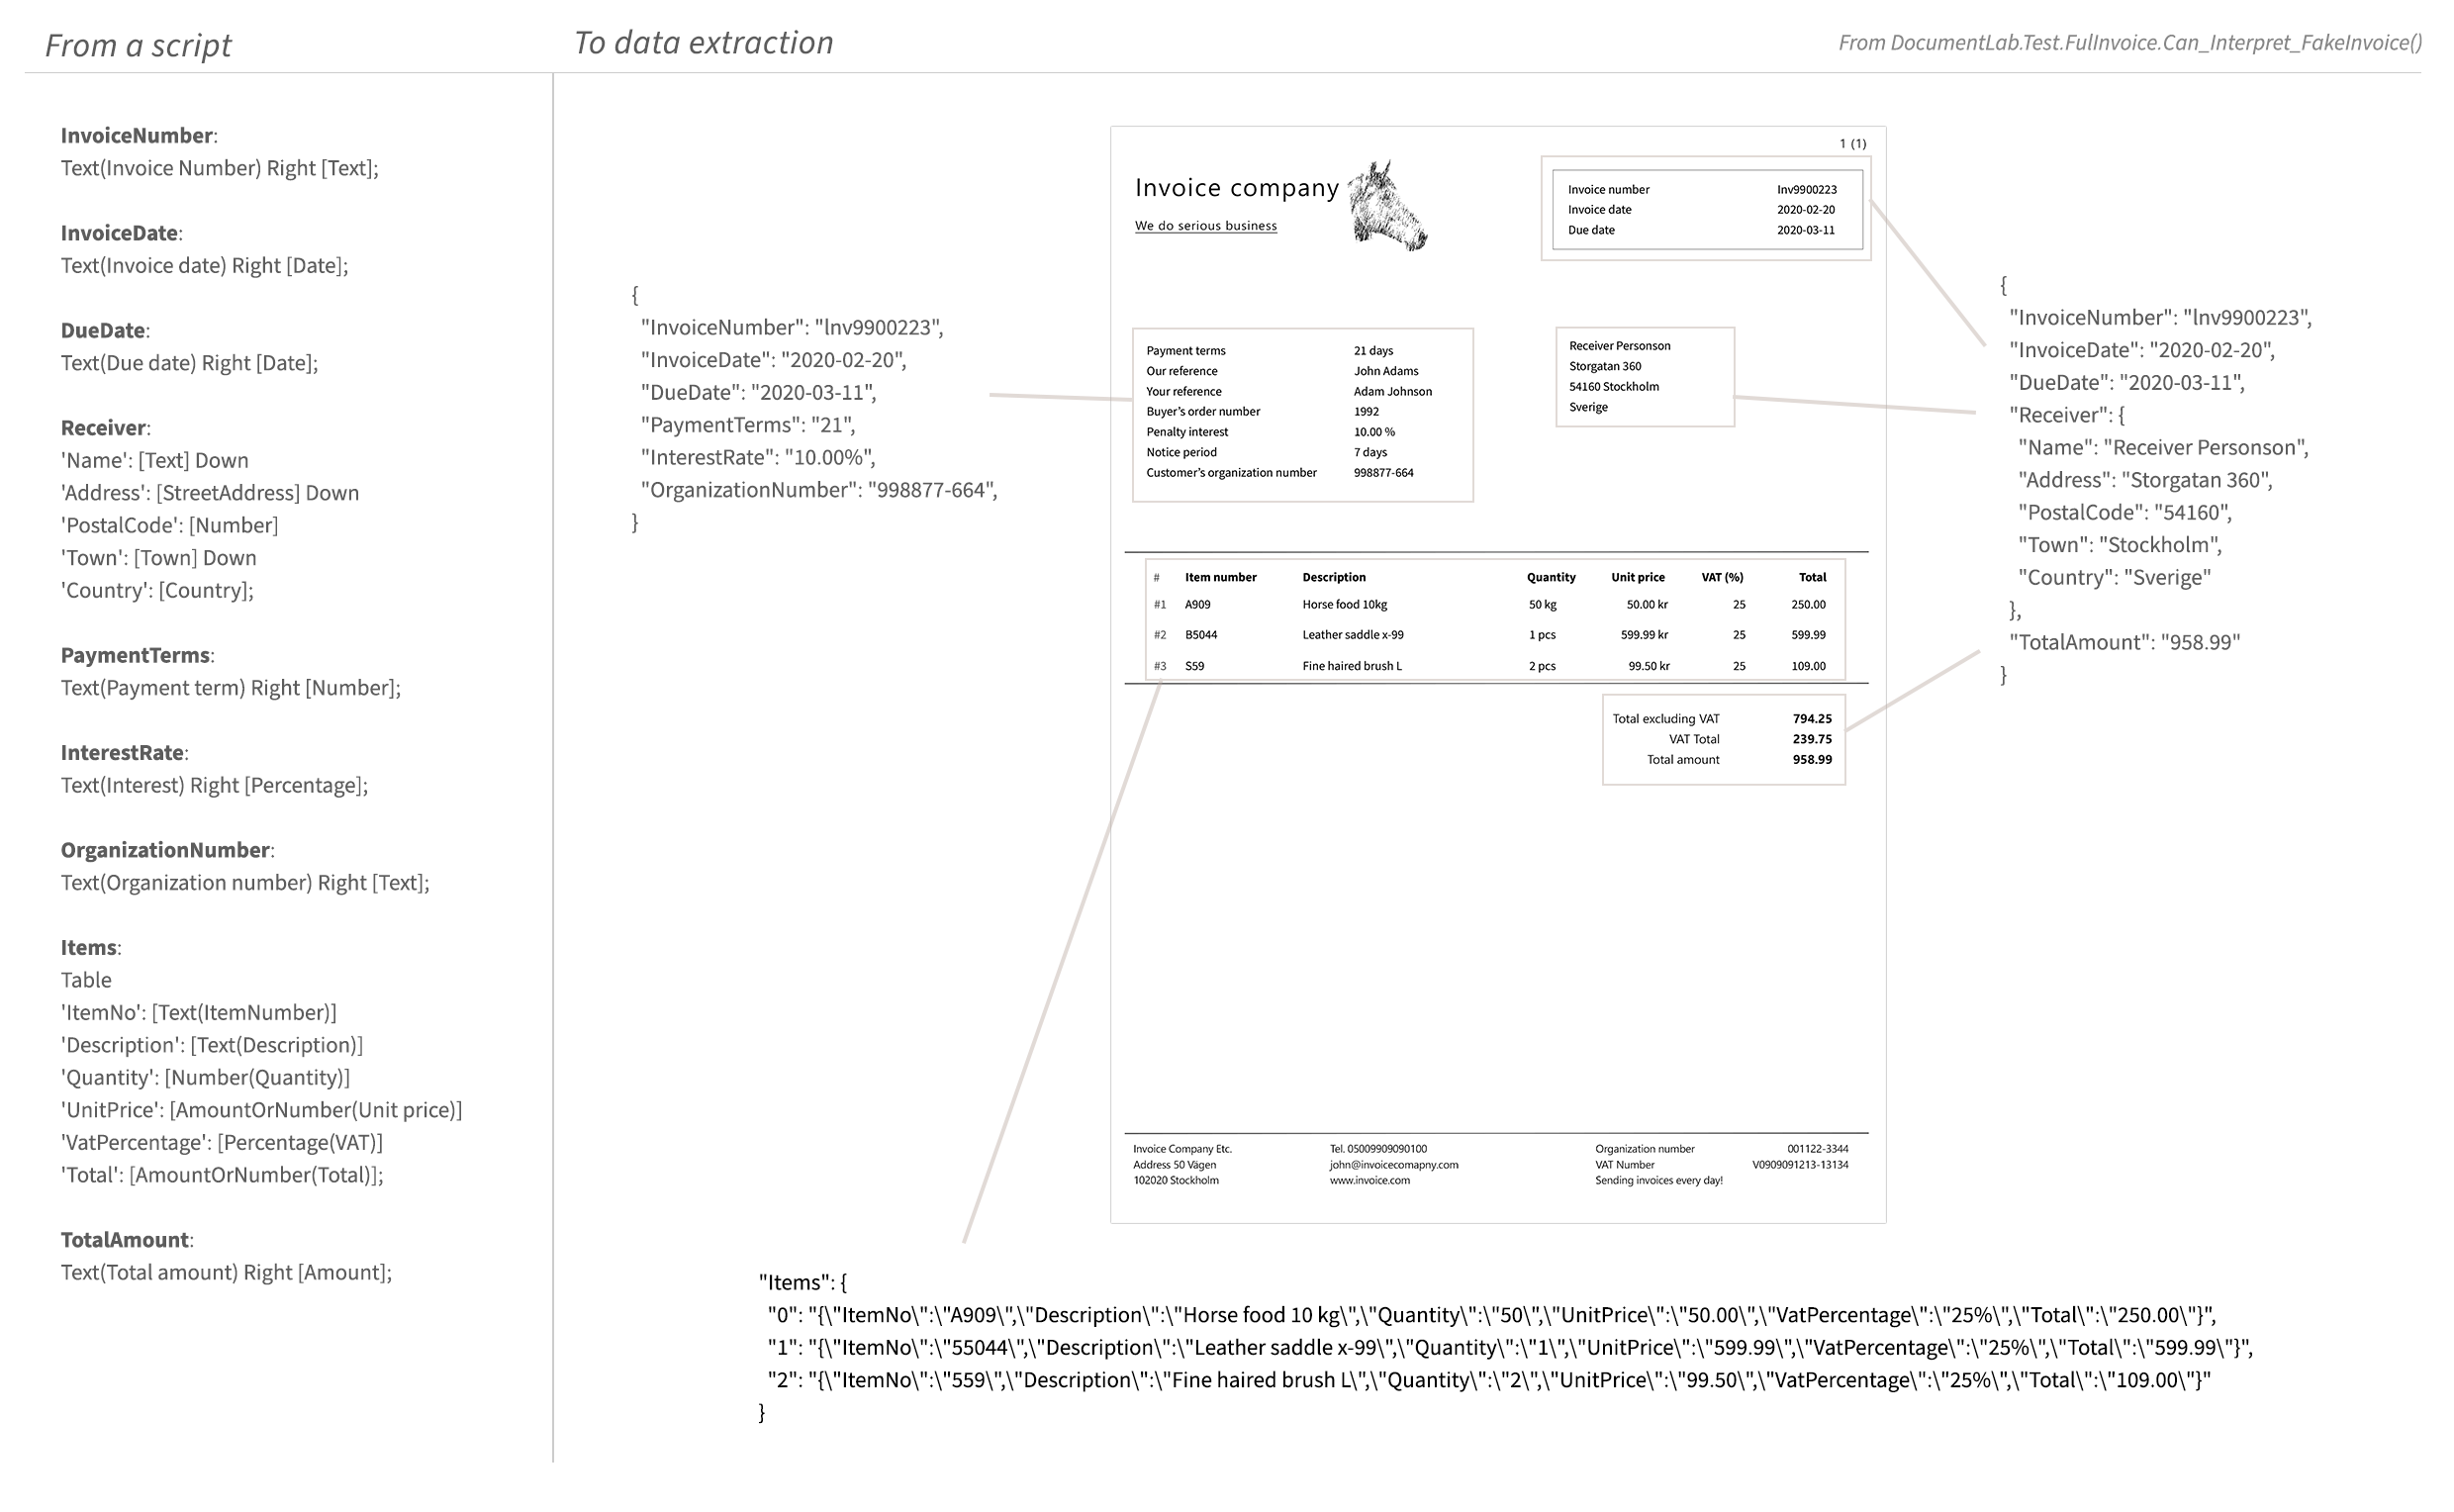 From a script
To data extraction
From DocumentLab.Test.FullInvoice.Can_Interpret_FakeInvoice()
InvoiceNumber:
Text(Invoice Number) Right [Text];
InvoiceDate:
Text(Invoice date) Right [Date];
DueDate:
Text(Due date) Right [Date];
Receiver:
'Name': [Text] Down
'Address': [StreetAddress] Down
'PostalCode': [Number]
'Town': [Town] Down
'Country': [Country];
PaymentTerms:
Text(Payment term) Right [Number];
InterestRate:
Text(Interest) Right [Percentage];
OrganizationNumber:
Text(Organization number) Right [Text];
Items:
Table
'ItemNo': [Text(ItemNumber)]
'Description': [Text(Description)]
'Quantity': [Number(Quantity)]
'UnitPrice': [AmountOrNumber(Unit price)]
'VatPercentage': [Percentage(VAT)]
'Total': [AmountOrNumber(Total)];
TotalAmount:
Text(Total amount) Right [Amount];
{
"InvoiceNumber": "lnv9900223",
"InvoiceDate": "2020-02-20",
"DueDate": "2020-03-11",
"PaymentTerms": "21",
"InterestRate": "10.00%",
"OrganizationNumber": "998877-664",
}
1 (1)
Invoice company
We do serious business
Invoice number Inv9900223
Invoice date 2020-02-20
Due date 2020-03-11
Payment terms 21 days
Our reference John Adams
Your reference Adam Johnson
Buyer's order number 1992
Penalty interest 10.00 %
Notice period 7 days
Customer's organization number 998877-664
Receiver Personson
Storgatan 360
54160 Stockholm
Sverige
# Item number Description Quantity Unit price VAT (%) Total
#1 A909 Horse food 10kg 50 kg 50.00 kr 25 250.00
#2 B5044 Leather saddle x-99 1 pcs 599.99 kr 25 599.99
#3 S59 Fine haired brush L 2 pcs 99.50 kr 25 109.00
Total excluding VAT 794.25
VAT Total 239.75
Total amount 958.99
Invoice Company Etc. Tel. 05009909090100 Organization number 001122-3344
Address 50 Vägen john@invoicecomapny.com VAT Number V0909091213-13134
102020 Stockholm www.invoice.com Sending invoices every day!
{
"InvoiceNumber": "lnv9900223",
"InvoiceDate": "2020-02-20",
"DueDate": "2020-03-11",
"Receiver": {
"Name": "Receiver Personson",
"Address": "Storgatan 360",
"PostalCode": "54160",
"Town": "Stockholm",
"Country": "Sverige"
},
"TotalAmount": "958.99"
}
"Items": {
"0": "{\"ItemNo\":\"A909\",\"Description\":\"Horse food 10 kg\",\"Quantity\":\"50\",\"UnitPrice\":\"50.00\",\"VatPercentage\":\"25%\",\"Total\":\"250.00\"}",
"1": "{\"ItemNo\":\"55044\",\"Description\":\"Leather saddle x-99\",\"Quantity\":\"1\",\"UnitPrice\":\"599.99\",\"VatPercentage\":\"25%\",\"Total\":\"599.99\"}",
"2": "{\"ItemNo\":\"559\",\"Description\":\"Fine haired brush L\",\"Quantity\":\"2\",\"UnitPrice\":\"99.50\",\"VatPercentage\":\"25%\",\"Total\":\"109.00\"}"
}